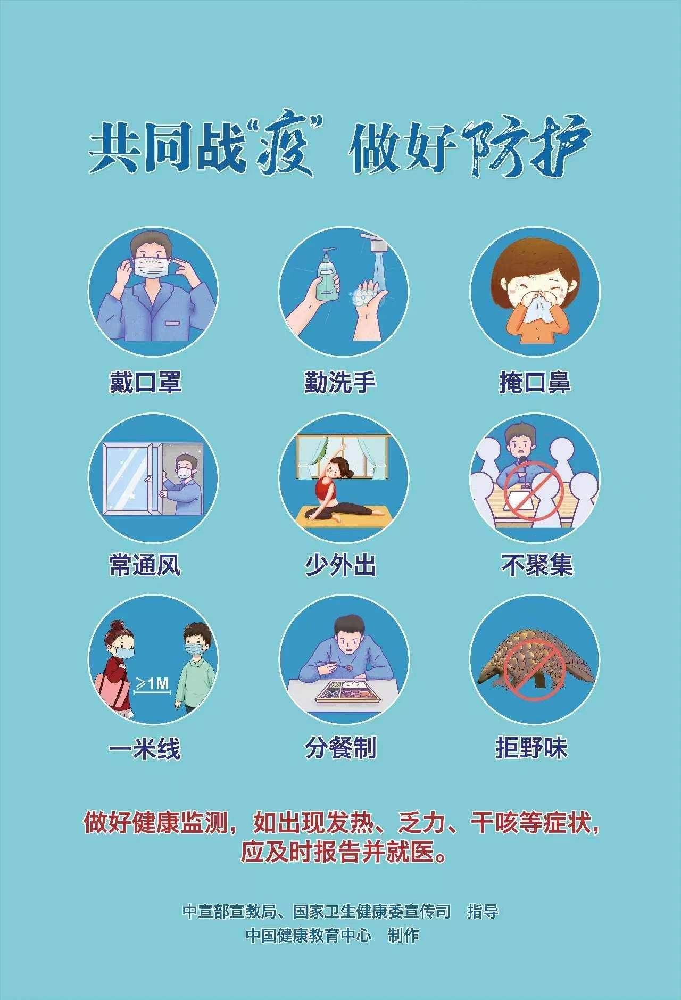 共同战“疫” 做好防护
戴口罩 勤洗手 掩口鼻
常通风 少外出 不聚集
≥1M
一米线 分餐制 拒野味
做好健康监测，如出现发热、乏力、干咳等症状，
应及时报告并就医。
中宣部宣教局、国家卫生健康委宣传司 指导
中国健康教育中心 制作